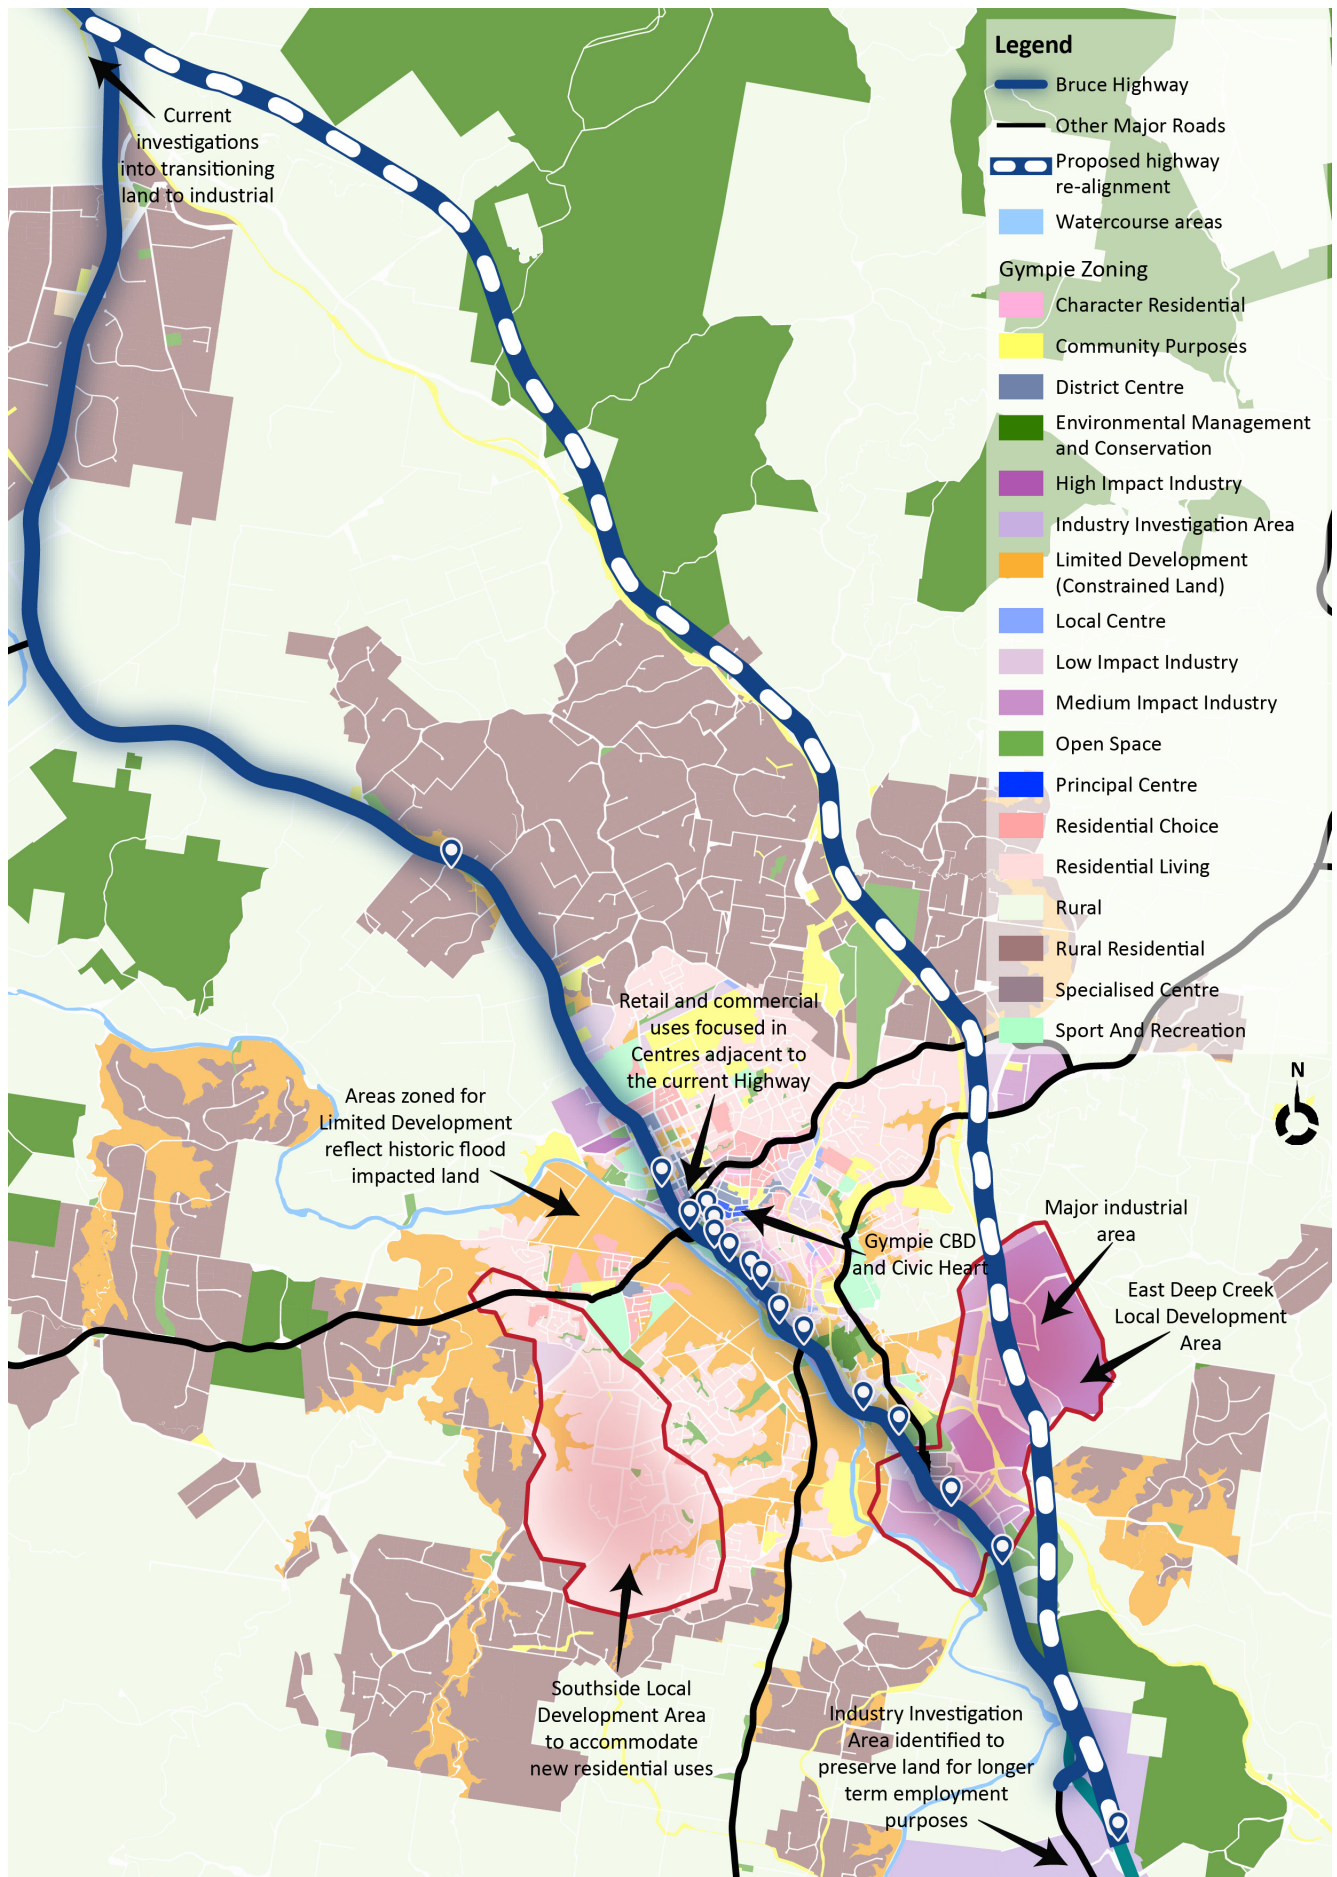 Legend
Bruce Highway
Other Major Roads
Proposed highway
re-alignment
Watercourse areas
Gympie Zoning
Character Residential
Community Purposes
District Centre
Environmental Management
and Conservation
High Impact Industry
Industry Investigation Area
Limited Development
(Constrained Land)
Local Centre
Low Impact Industry
Medium Impact Industry
Open Space
Principal Centre
Residential Choice
Residential Living
Rural
Rural Residential
Specialised Centre
Sport And Recreation
N
Current
investigations
into transitioning
land to industrial
Retail and commercial
uses focused in
Centres adjacent to
the current Highway
Areas zoned for
Limited Development
reflect historic flood
impacted land
Gympie CBD
and Civic Heart
Major industrial
area
East Deep Creek
Local Development
Area
Southside Local
Development Area
to accommodate
new residential uses
Industry Investigation
Area identified to
preserve land for longer
term employment
purposes